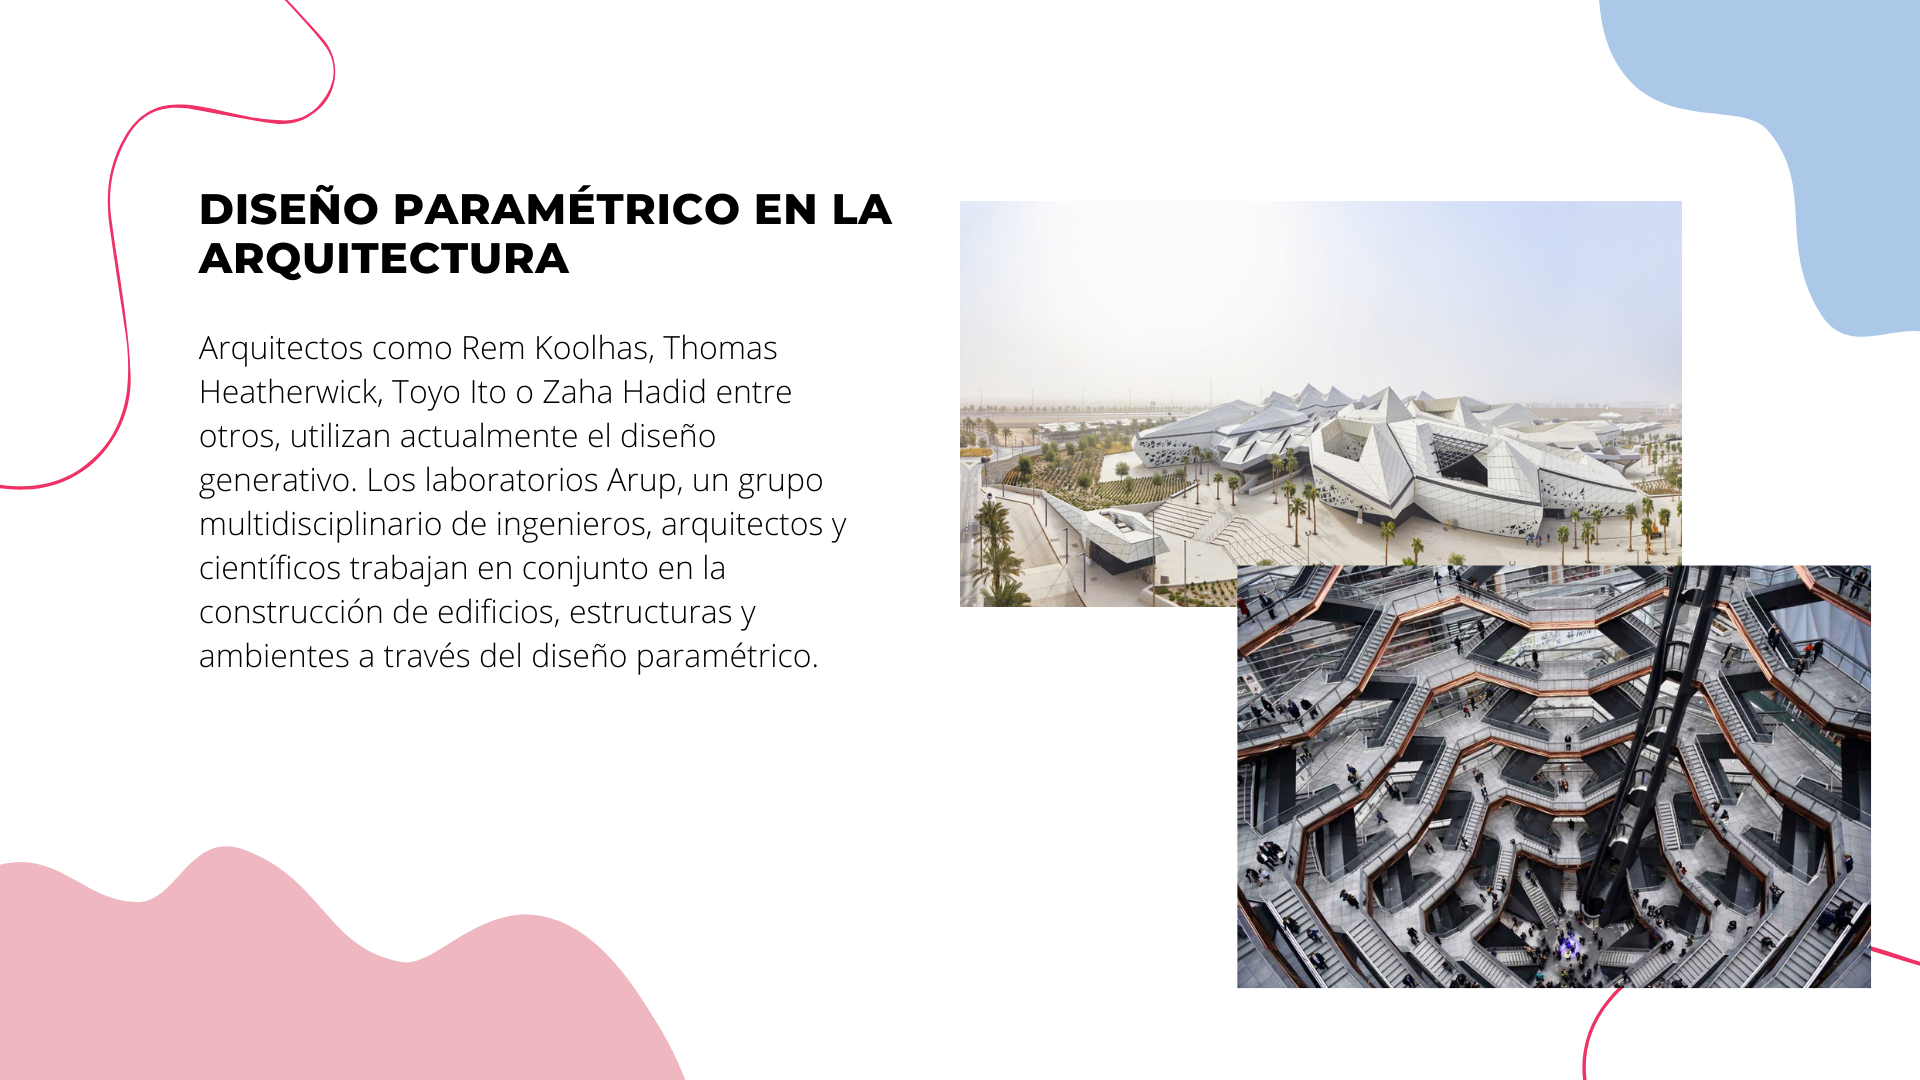 DISEÑO PARAMÉTRICO EN LA
ARQUITECTURA
Arquitectos como Rem Koolhas, Thomas
Heatherwick, Toyo Ito o Zaha Hadid entre
otros, utilizan actualmente el diseño
generativo. Los laboratorios Arup, un grupo
multidisciplinario de ingenieros, arquitectos y
científicos trabajan en conjunto en la
construcción de edificios, estructuras y
ambientes a través del diseño paramétrico.